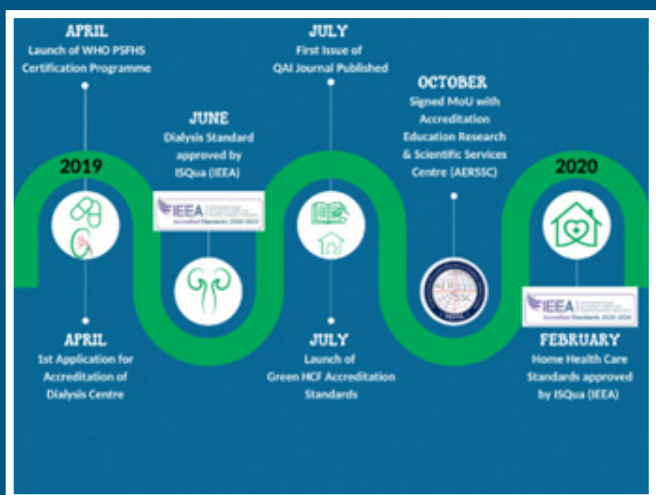 APRIL
Launch of WHO PSFHS
Certification Programme
JULY
First Issue of
QAI Journal Published
OCTOBER
Signed MoU with
Accreditation
Education Research
& Scientific Services
Centre (AERSSC)
JUNE
Dialysis Standard
approved by
ISQua (IEEA)
2019
2020
IEEA
IEEA
APRIL
1st Application for
Accreditation of
Dialysis Centre
JULY
Launch of
Green HCF Accreditation
Standards
FEBRUARY
Home Health Care
Standards approved
by ISQua (IEEA)